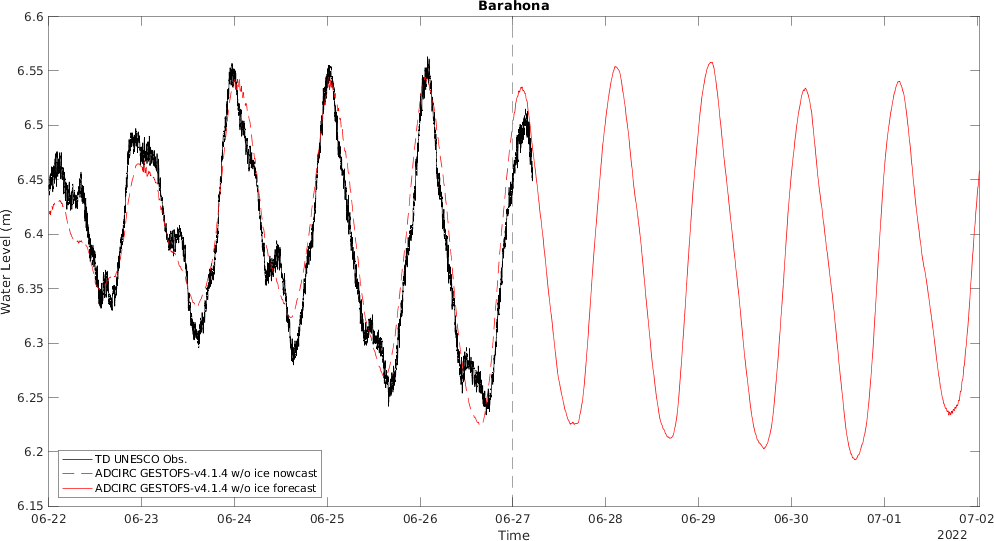 Barahona
Water Level (m)
6.6
6.55
6.5
6.45
6.4
6.35
6.3
6.25
6.2
6.15
TD UNESCO Obs.
ADCIRC GESTOFS-v4.1.4 w/o ice nowcast
ADCIRC GESTOFS-v4.1.4 w/o ice forecast
06-22 06-23 06-24 06-25 06-26 06-27 06-28 06-29 06-30 07-01 07-02
Time
2022